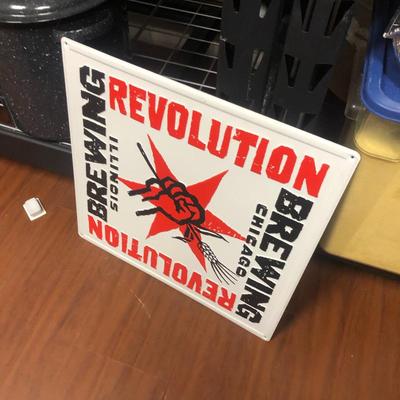 REVOLUTION
BREWING
CHICAGO
REVOLUTION
BREWING
ILLINOIS